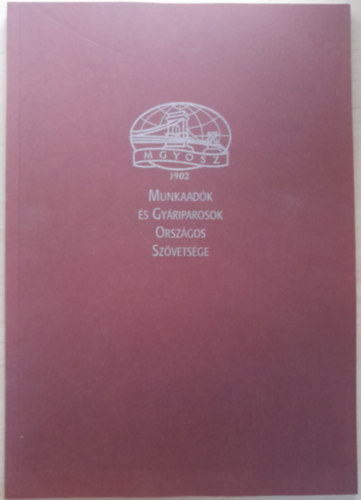 MGYOSZ
1902
MUNKAADÓK
ÉS GYÁRIPAROSOK
ORSZÁGOS
SZÖVETSÉGE